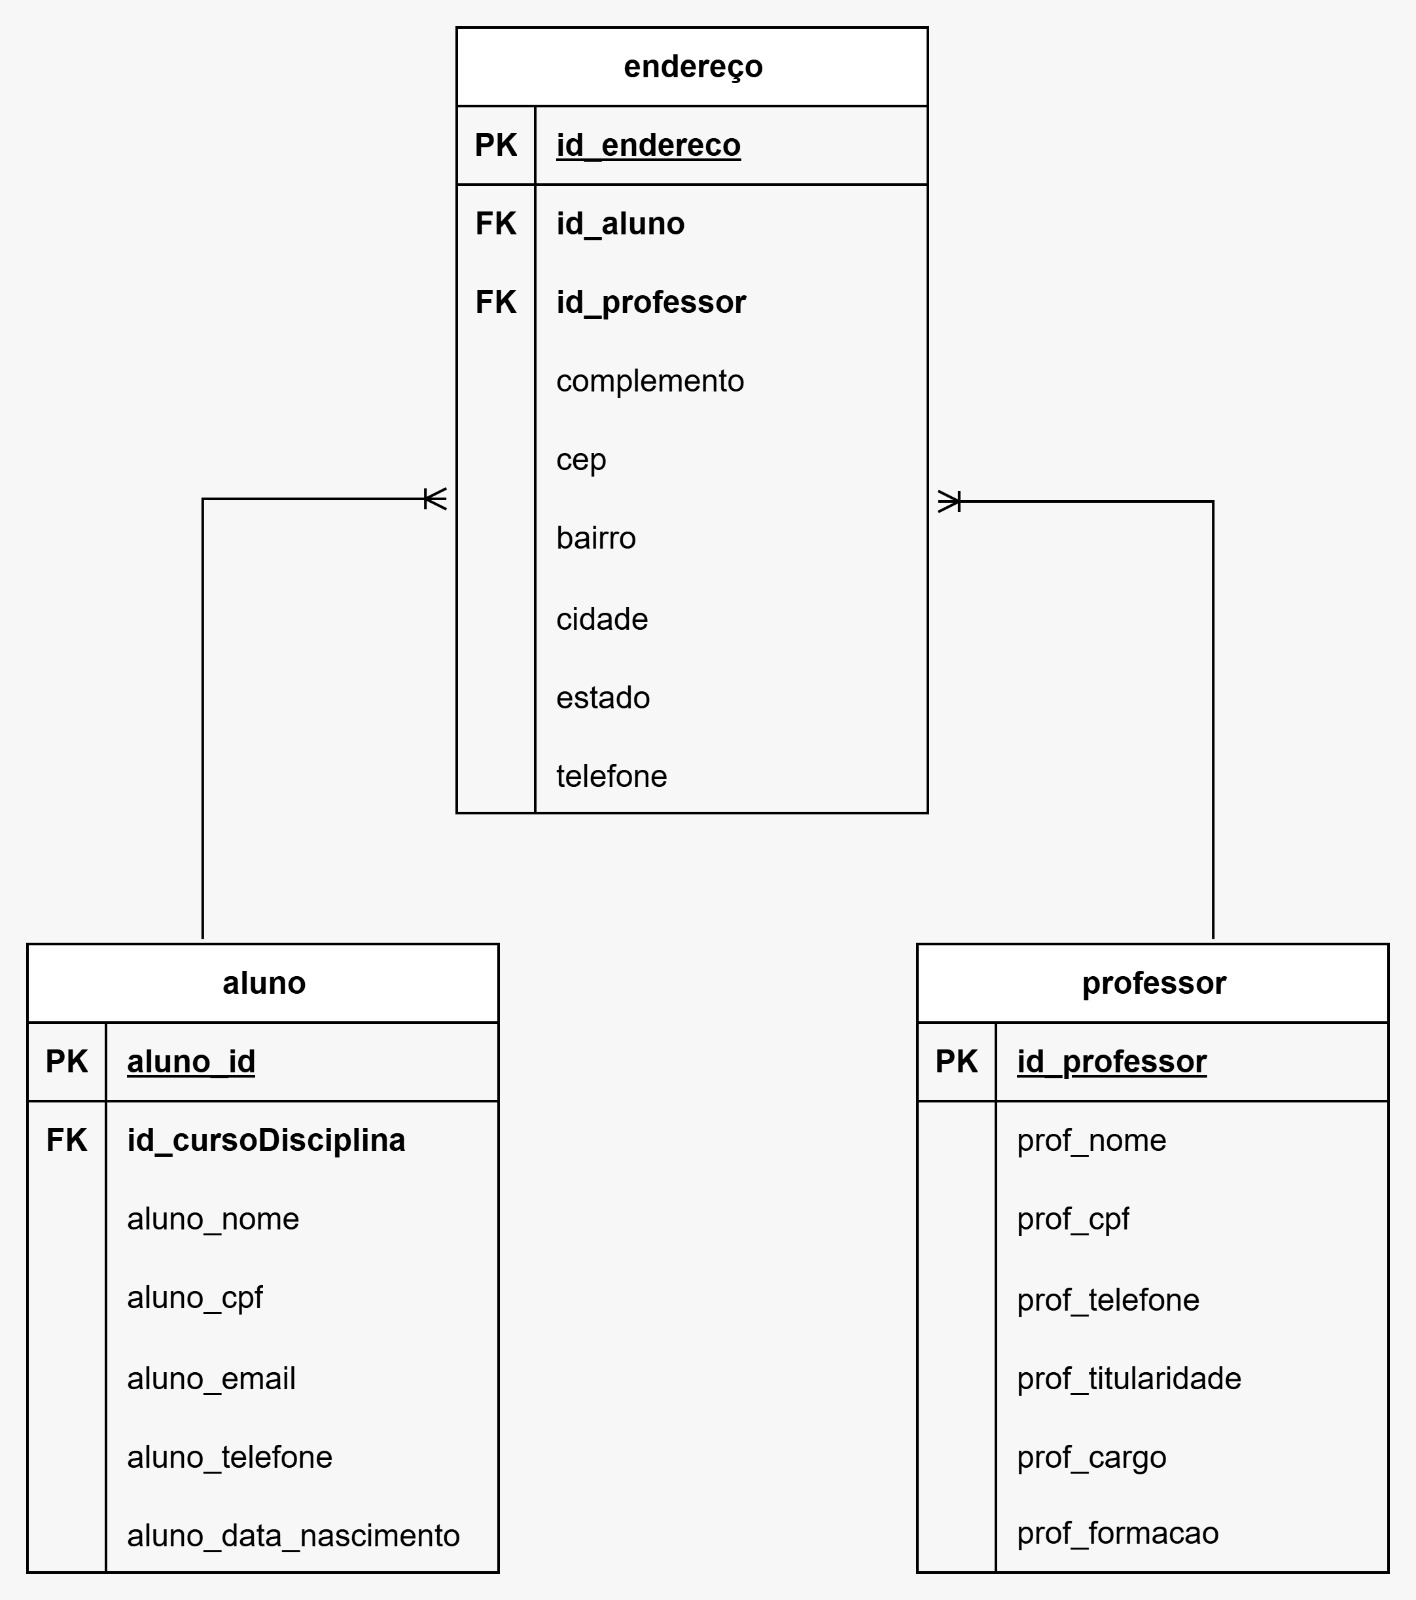 endereço
PK id_endereco
FK id_aluno
FK id_professor
complemento
cep
bairro
cidade
estado
telefone
aluno
PK aluno_id
FK id_cursoDisciplina
aluno_nome
aluno_cpf
aluno_email
aluno_telefone
aluno_data_nascimento
professor
PK id_professor
prof_nome
prof_cpf
prof_telefone
prof_titularidade
prof_cargo
prof_formacao